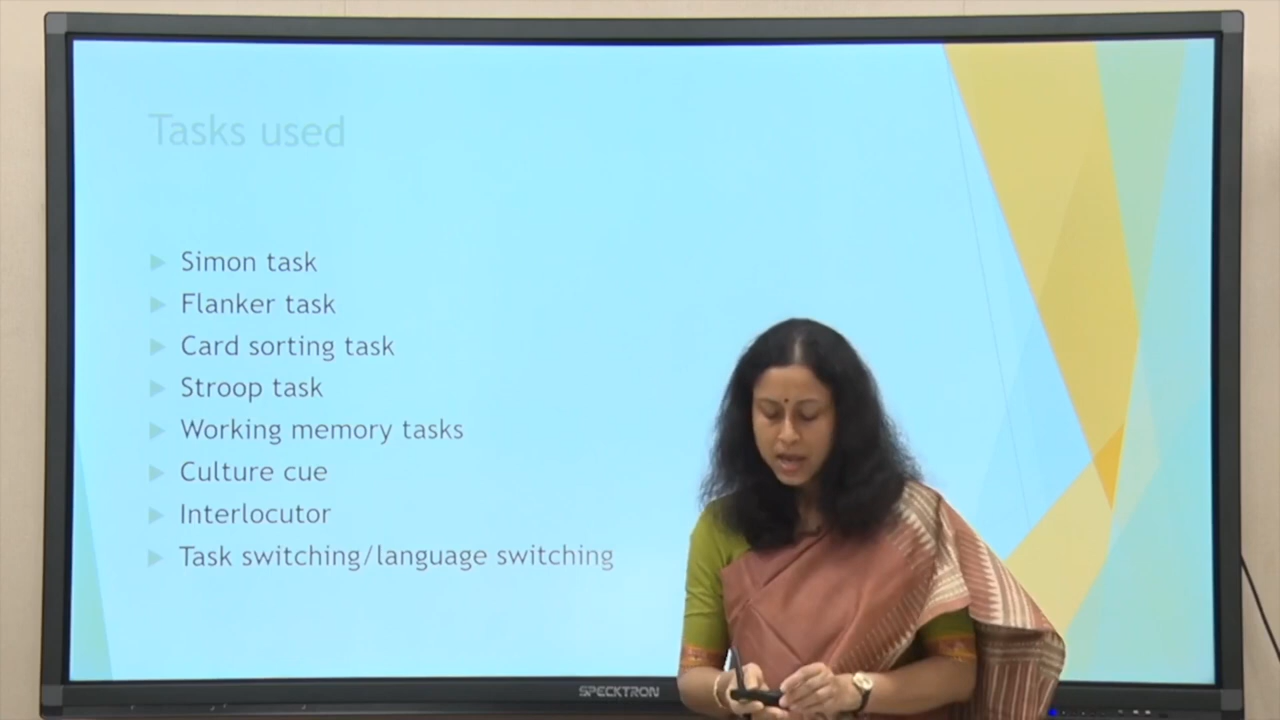 Tasks used
Simon task
Flanker task
Card sorting task
Stroop task
Working memory tasks
Culture cue
Interlocutor
Task switching/language switching
SPECKTRON